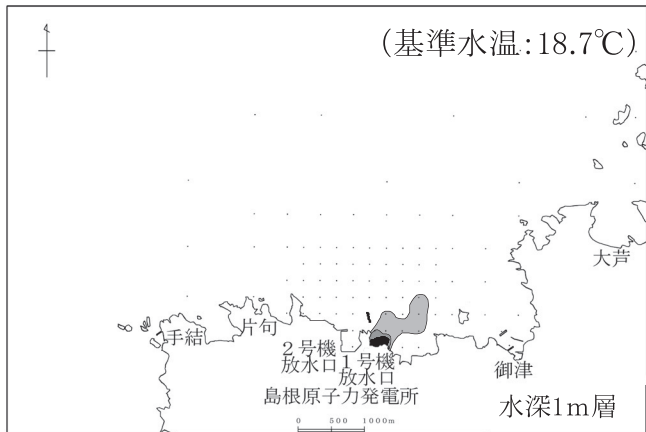 (基準水温:18.7℃)
大芦
片句
手結
2号機
放水口
1号機
放水口
御津
島根原子力発電所
水深1m層
0 500 1000m